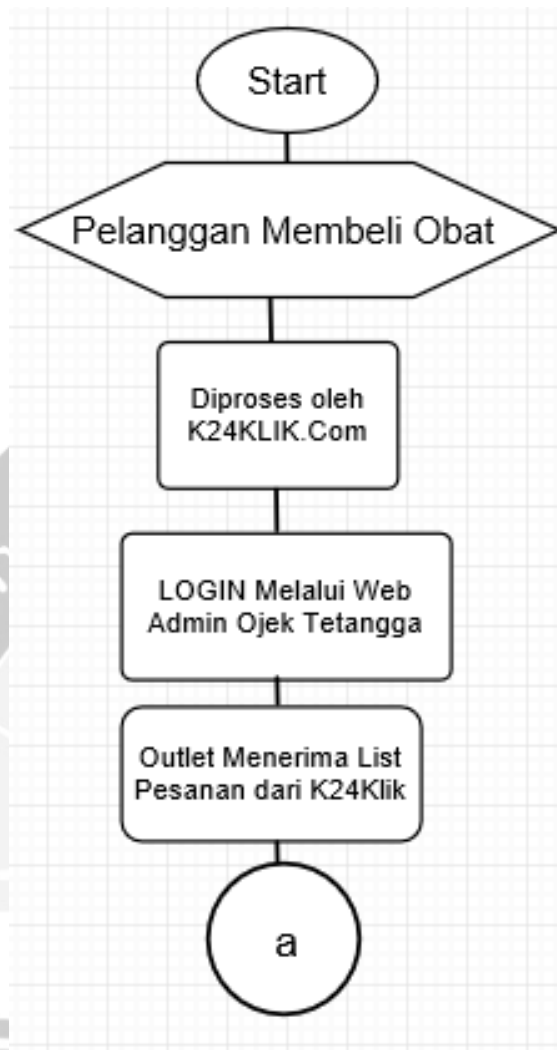 Start
Pelanggan Membeli Obat
Diproses oleh
K24KLIK.Com
LOGIN Melalui Web
Admin Ojek Tetangga
Outlet Menerima List
Pesanan dari K24Klik
a